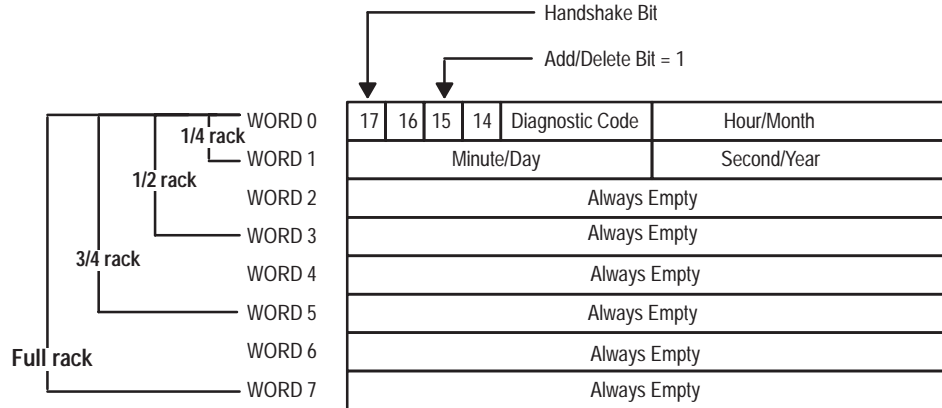 Handshake Bit
Add/Delete Bit = 1
WORD 0 17 16 15 14 Diagnostic Code Hour/Month
1/4 rack
WORD 1 Minute/Day Second/Year
1/2 rack
WORD 2 Always Empty
WORD 3 Always Empty
3/4 rack
WORD 4 Always Empty
WORD 5 Always Empty
Full rack
WORD 6 Always Empty
WORD 7 Always Empty